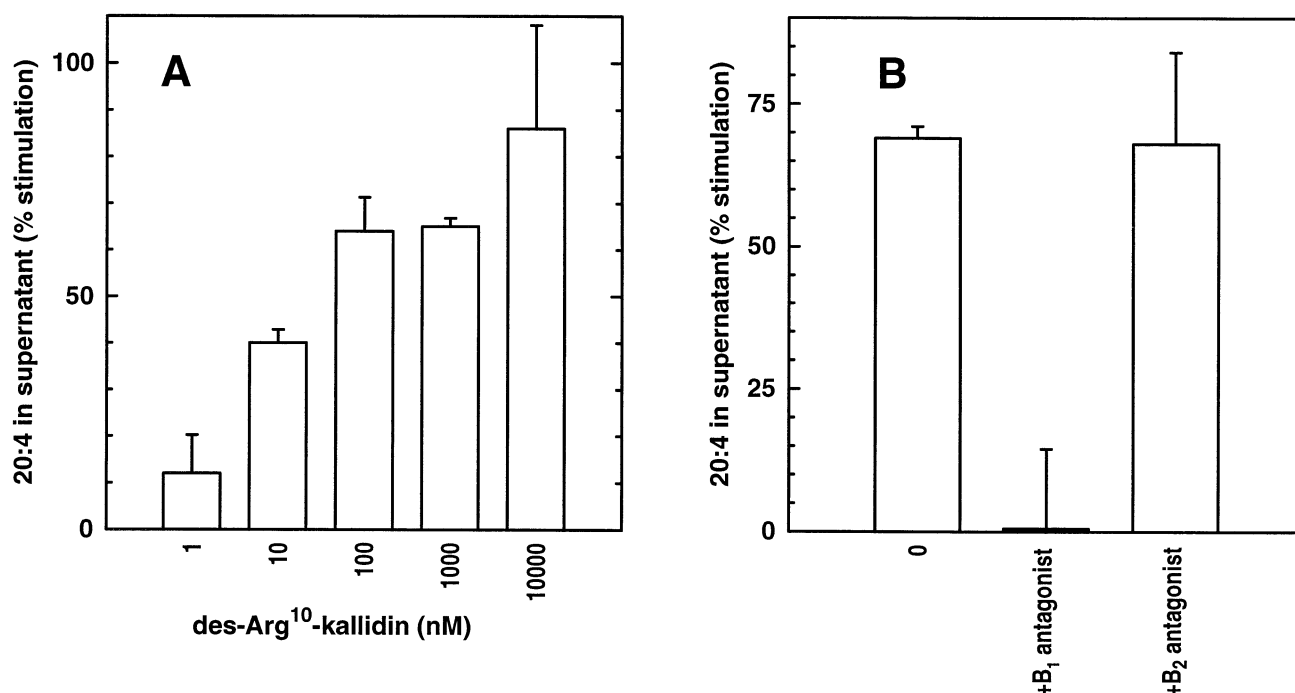 A
20:4 in supernatant (% stimulation)
100
50
0
1
10
100
1000
10000
des-Arg10-kallidin (nM)
B
20:4 in supernatant (% stimulation)
75
50
25
0
0
+B1 antagonist
+B2 antagonist